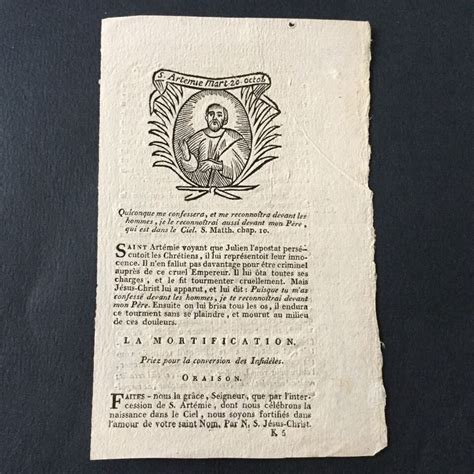 S. Artemie Mart. 20. octob.
Quiconque me confessera, et me reconnoîtra devant les
hommes, je le reconnoîtrai aussi devant mon Père,
qui est dans le Ciel. S. Matth. chap. 10.
SAINT Artémie voyant que Julien l'apostat persé-
cutoit les Chrétiens, il lui représentoit leur inno-
cence. Il n'en fallut pas davantage pour être criminel
auprès de ce cruel Empereur. Il lui ôta toutes ses
charges, et le fit tourmenter cruellement. Mais
Jésus-Christ lui apparut, et lui dit : Puisque tu m'as
confessé devant les hommes, je te reconnoîtrai devant
mon Père. Ensuite on lui brisa tous les os, il endura
ce tourment sans se plaindre, et mourut au milieu
de ces douleurs.
LA MORTIFICATION.
Priez pour la conversion des Infidèles.
ORAISON.
FAITES-nous la grâce, Seigneur, que par l'inter-
cession de S. Artémie, dont nous célébrons la
naissance dans le Ciel, nous soyons fortifiés dans
l'amour de votre saint Nom. Par N. S. Jésus-Christ.
K 5